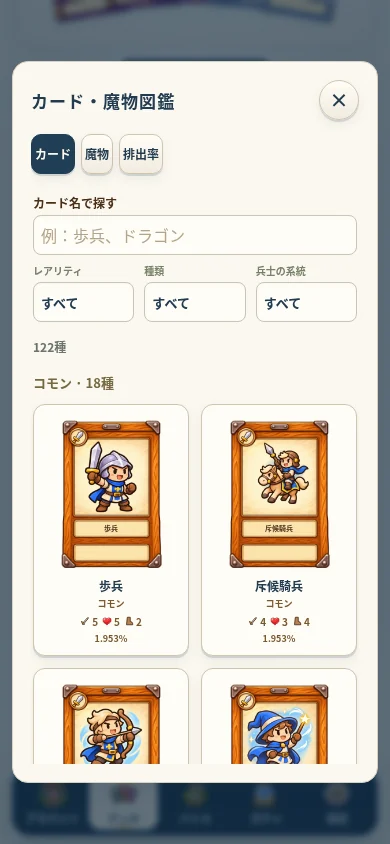 カード・魔物図鑑
カード 魔物 排出率
カード名で探す
例：歩兵、ドラゴン
レアリティ 種類 兵士の系統
すべて すべて すべて
122種
コモン · 18種
歩兵 斥候騎兵
歩兵 斥候騎兵
コモン コモン
5 5 2 4 3 4
1.953% 1.953%